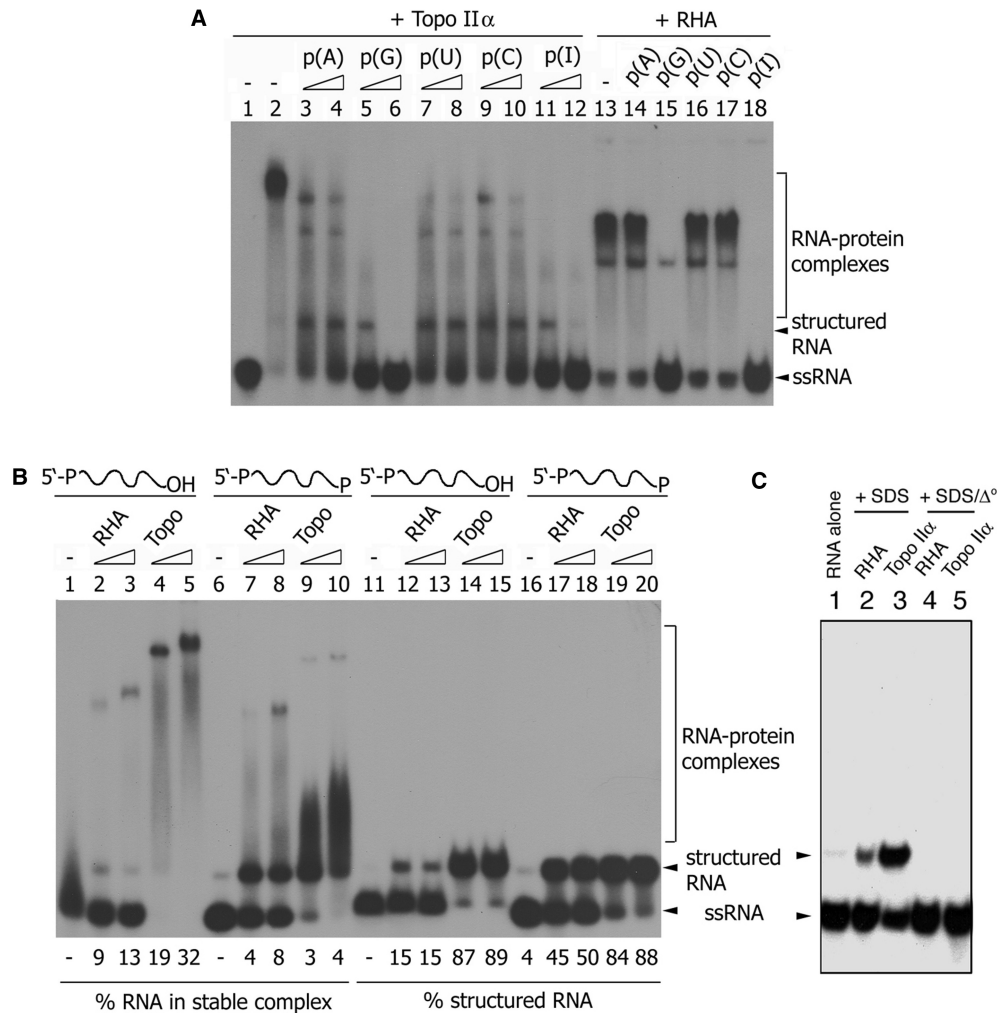 A
+ Topo IIα + RHA
p(A) p(G) p(U) p(C) p(I) p(A) p(G) p(U) p(C) p(I)
- - -
1 2 3 4 5 6 7 8 9 10 11 12 13 14 15 16 17 18
RNA-protein
complexes
structured
RNA
ssRNA
B
5'-P OH 5'-P P 5'-P OH 5'-P P
RHA Topo RHA Topo RHA Topo RHA Topo
- - - -
1 2 3 4 5 6 7 8 9 10 11 12 13 14 15 16 17 18 19 20
RNA-protein
complexes
structured
RNA
ssRNA
- 9 13 19 32 - 4 8 3 4 - 15 15 87 89 4 45 50 84 88
% RNA in stable complex % structured RNA
C
+ SDS + SDS/Δ°
RNA alone RHA Topo IIα RHA Topo IIα
1 2 3 4 5